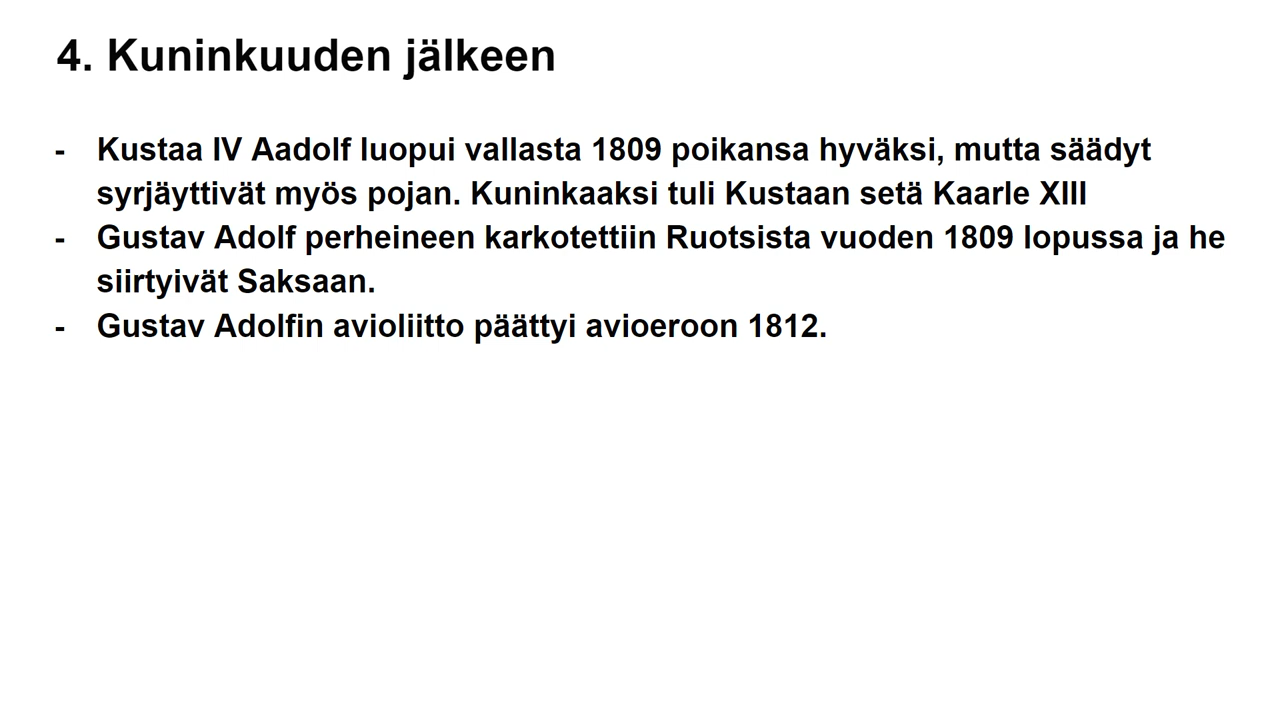 4. Kuninkuuden jälkeen
- Kustaa IV Aadolf luopui vallasta 1809 poikansa hyväksi, mutta säädyt
syrjäyttivät myös pojan. Kuninkaaksi tuli Kustaan setä Kaarle XIII
- Gustav Adolf perheineen karkotettiin Ruotsista vuoden 1809 lopussa ja he
siirtyivät Saksaan.
- Gustav Adolfin avioliitto päättyi avioeroon 1812.